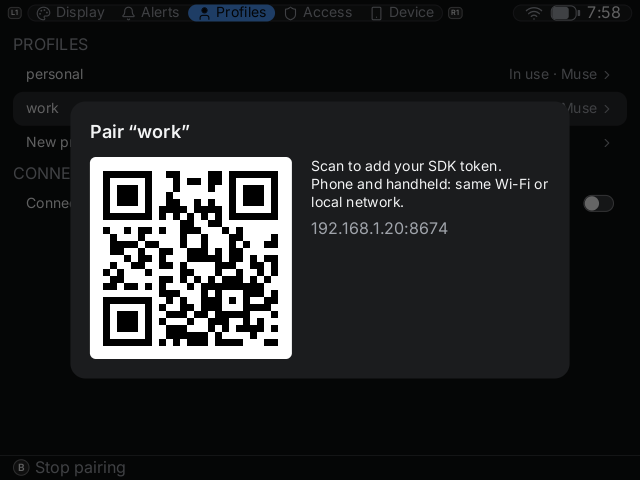 L1 Display Alerts Profiles Access Device R1 7:58
PROFILES
personal In use · Muse
work Muse
New p
CONNE
Conne
Pair “work”
Scan to add your SDK token.
Phone and handheld: same Wi-Fi or
local network.
192.168.1.20:8674
B Stop pairing